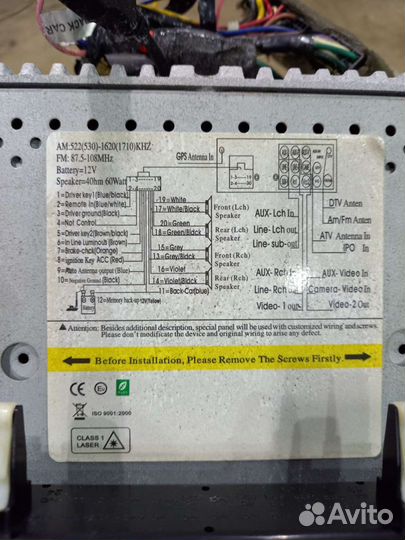 BACK CAR
AM:522(530)-1620(1710)KHZ
FM: 87.5-108MHz
Battery=12V
Speaker=4ohm 60Watt
GPS Antenna In
1=Driver key1 (Blue/black)
2= Remote in(Blue/white)
3=Driver ground(Black)
4= Not Control
5=Driver key2(Brown/black)
6=in Line Luminous (Brown)
7=Brake-chck(Orange)
8=Igniition Key ACC (Red)
9= Auto Anntena output (Blue)
10= Negative Ground (Black)
12= Memory back-up 12V(Yellow)
Battery
19=White
17=White/Black
20=Green
18=Green/Black
15=Grey
13=Grey/Black
16=Violet
14=Violet/Black
11=Back-Car(blue)
Front (Lch)
Speaker
Rear (Lch)
Speaker
Front (Rch)
Speaker
Rear (Rch)
Speaker
AUX-Lch In
Line-Lch out
Line-sub-out
AUX-Rch In
Line-Rch Out
Video-1 out
DTV Anten
Am/Fm Anten
ATV Antenna In
IPO In
AUX-Video In
Camera-Video In
Video-2 Out
Attention: Besides additional description, special panel will be used with customized wiring and screws.
Please don't modificate the device and original wiring to arise any defect.
Before Installation, Please Remove The Screws Firstly.
CE
ISO 9001:2000
CLASS 1
LASER
Avito